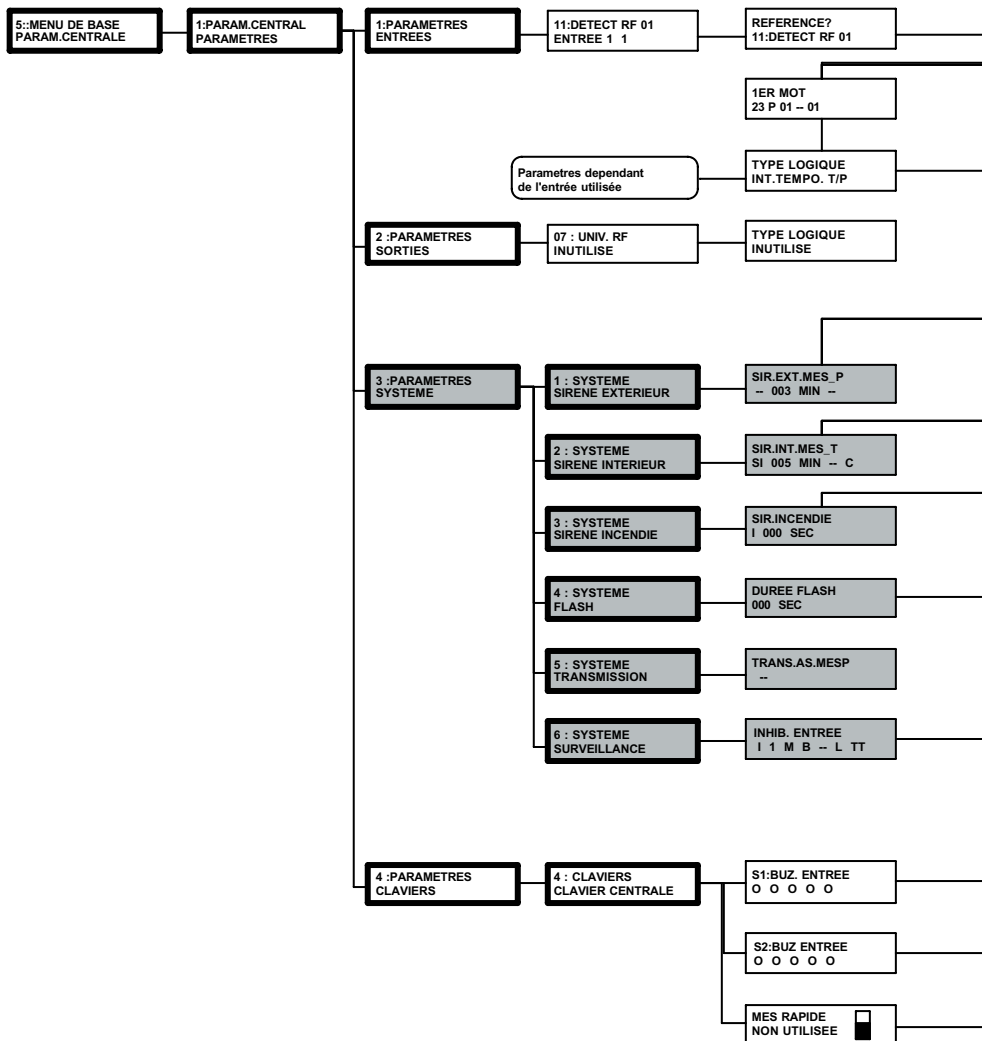 5::MENU DE BASE
PARAM.CENTRALE
1:PARAM.CENTRAL
PARAMETRES
1:PARAMETRES
ENTREES
11:DETECT RF 01
ENTREE 1 1
REFERENCE?
11:DETECT RF 01
1ER MOT
23 P 01 -- 01
Parametres dependant
de l'entrée utilisée
TYPE LOGIQUE
INT.TEMPO. T/P
2 :PARAMETRES
SORTIES
07 : UNIV. RF
INUTILISE
TYPE LOGIQUE
INUTILISE
3 :PARAMETRES
SYSTEME
1 : SYSTEME
SIRENE EXTERIEUR
SIR.EXT.MES_P
-- 003 MIN --
2 : SYSTEME
SIRENE INTERIEUR
SIR.INT.MES_T
SI 005 MIN -- C
3 : SYSTEME
SIRENE INCENDIE
SIR.INCENDIE
I 000 SEC
4 : SYSTEME
FLASH
DUREE FLASH
000 SEC
5 : SYSTEME
TRANSMISSION
TRANS.AS.MESP
--
6 : SYSTEME
SURVEILLANCE
INHIB. ENTREE
I 1 M B -- L TT
4 :PARAMETRES
CLAVIERS
4 : CLAVIERS
CLAVIER CENTRALE
S1:BUZ. ENTREE
O O O O O
S2:BUZ ENTREE
O O O O O
MES RAPIDE
NON UTILISEE